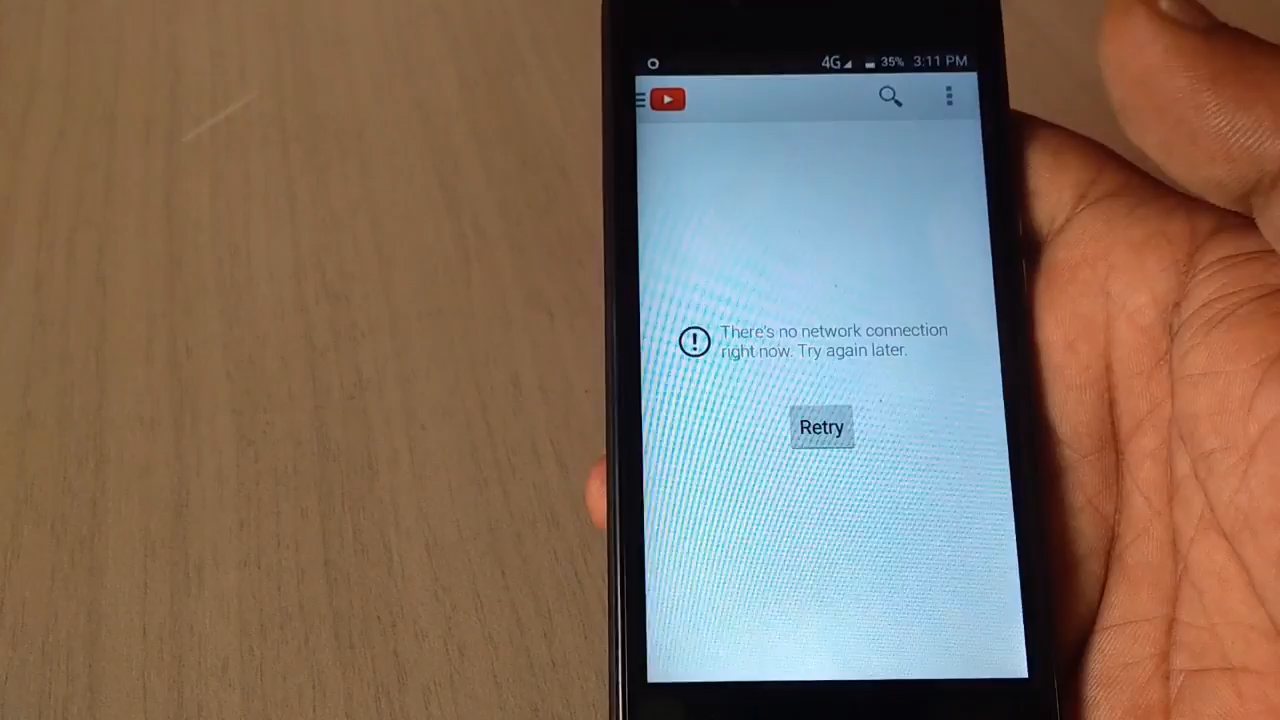 4G 35% 3:11 PM
There's no network connection
right now. Try again later.
Retry